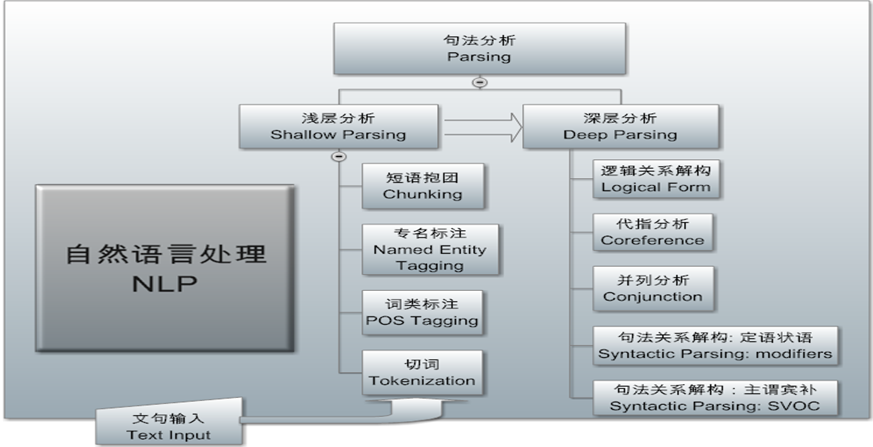 句法分析
Parsing
浅层分析
Shallow Parsing
深层分析
Deep Parsing
短语抱团
Chunking
专名标注
Named Entity
Tagging
词类标注
POS Tagging
切词
Tokenization
逻辑关系解构
Logical Form
代指分析
Coreference
并列分析
Conjunction
句法关系解构: 定语状语
Syntactic Parsing: modifiers
句法关系解构：主谓宾补
Syntactic Parsing: SVOC
自然语言处理
NLP
文句输入
Text Input